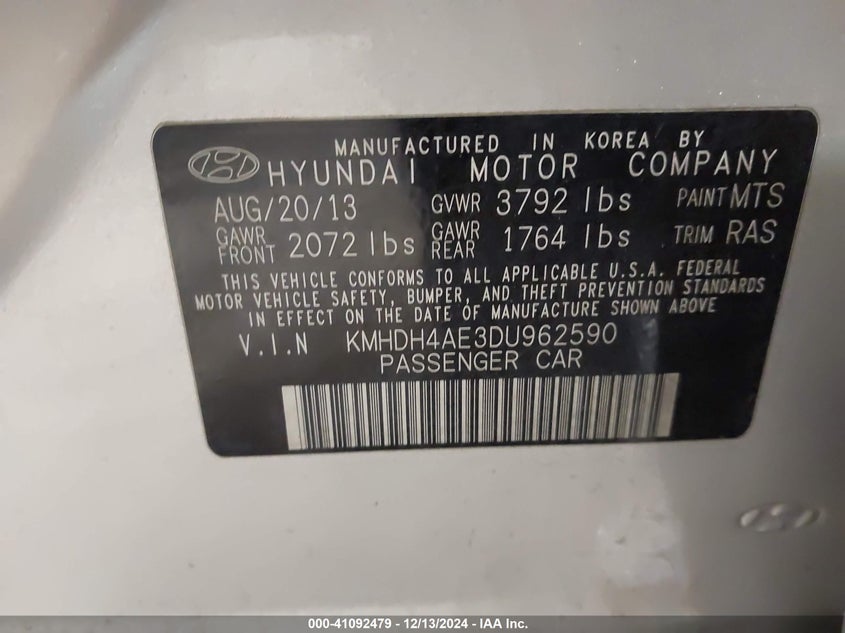 MANUFACTURED IN KOREA BY
HYUNDAI MOTOR COMPANY
AUG/20/13 GVWR 3792 lbs PAINT MTS
GAWR FRONT 2072 lbs GAWR REAR 1764 lbs TRIM RAS
THIS VEHICLE CONFORMS TO ALL APPLICABLE U.S.A. FEDERAL
MOTOR VEHICLE SAFETY, BUMPER, AND THEFT PREVENTION STANDARDS
IN EFFECT ON THE DATE OF MANUFACTURE SHOWN ABOVE
V.I.N KMHDH4AE3DU962590
PASSENGER CAR
000-41092479 - 12/13/2024 - IAA Inc.